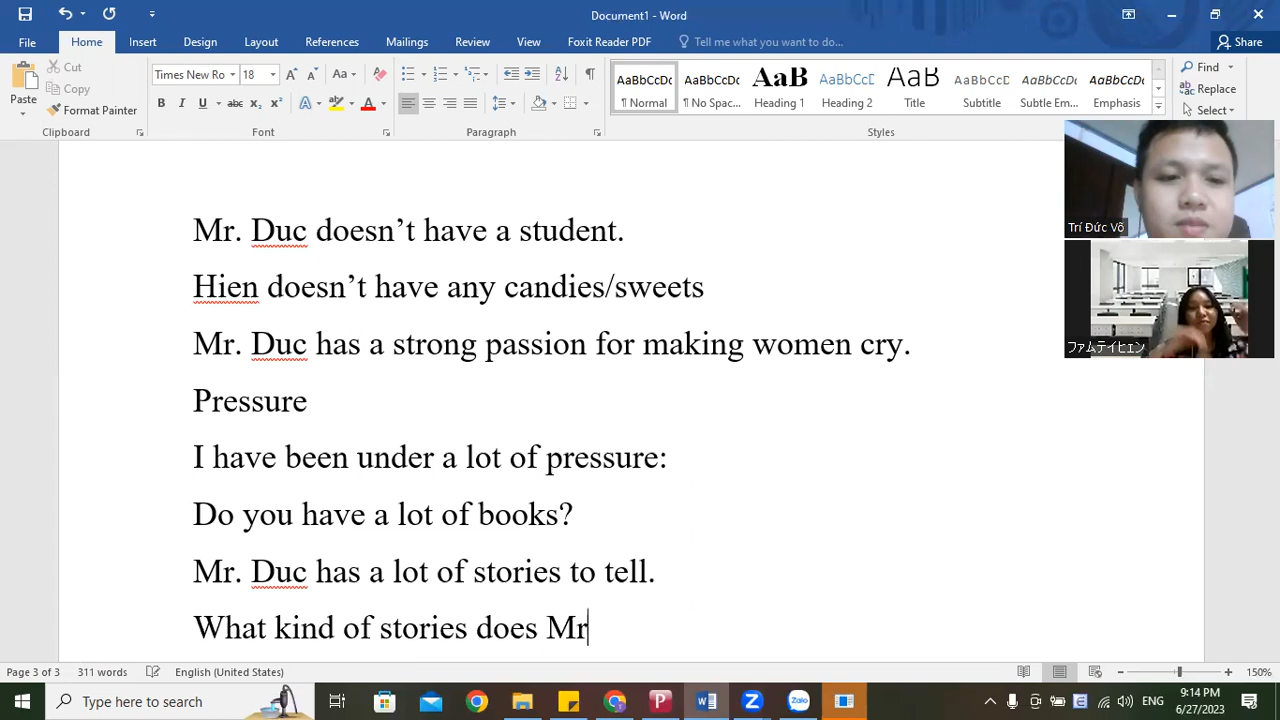 Document1 - Word
File Home Insert Design Layout References Mailings Review View Foxit Reader PDF Tell me what you want to do... Share
Cut
Copy
Format Painter
Paste
Clipboard
Times New Ro 18
Font
Paragraph
AaBbCcDc ¶ Normal
AaBbCcDc ¶ No Spac...
AaB Heading
AaBbCcD Heading 2
AaB Title
AaBbCcD Subtitle
AaBbCcDc Subtle Em...
AaBbCcDc Emphasis
Styles
Find
Replace
Select
Mr. Duc doesn’t have a student.
Hien doesn’t have any candies/sweets
Mr. Duc has a strong passion for making women cry.
Pressure
I have been under a lot of pressure:
Do you have a lot of books?
Mr. Duc has a lot of stories to tell.
What kind of stories does Mr
Trí Đức Võ
ファムテイヒェン
Page 3 of 3 311 words English (United States) 150%
Type here to search
ENG
9:14 PM
6/27/2023